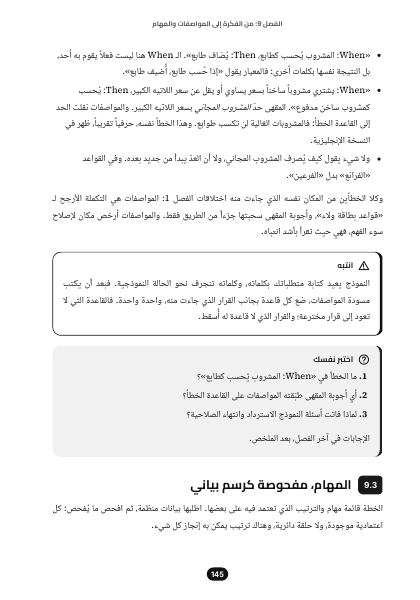 الفصل 9: من الفكرة إلى المواصفات والمهام
• «When: المشروب يُحسب كطابع، Then: يُضاف طابع». الـ When هنا ليست فعلاً يقوم به أحد،
بل النتيجة نفسها بكلمات أخرى: فالمعيار يقول «إذا حُسب طابع، أُضيف طابع».
• «When: يشتري مشروباً ساخناً بسعر يساوي أو يقل عن سعر اللاتيه الكبير، Then: يُحسب
كمشروب ساخن مدفوع». المقهى حدّ المشروب المجاني بسعر اللاتيه الكبير. والمواصفات نقلت الحد
إلى القاعدة الخطأ: فالمشروبات الغالية لن تكسب طوابع. وهذا الخطأ نفسه، حرفياً تقريباً، ظهر في
النسخة الإنجليزية.
• ولا شيء يقول كيف يُصرف المشروب المجاني، ولا أن العدّ يبدأ من جديد بعده. وفي القواعد
«الفراتغ» بدل «الفرعين».
وكلا الخطأين من المكان نفسه الذي جاءت منه اختلاقات الفصل 1: المواصفات هي التكملة الأرجح لـ
«قواعد بطاقة ولاء»، وأجوبة المقهى سحبتها جزءاً من الطريق فقط. والمواصفات أرخص مكان لإصلاح
سوء الفهم، فهي حيث تُقرأ بأشد انتباه.
انتبه
النموذج يعيد كتابة متطلباتك بكلماته، وكلماته تنجرف نحو الحالة النموذجية. فبعد أن يكتب
مسودة المواصفات، ضع كل قاعدة بجانب القرار الذي جاءت منه، واحدة واحدة. فالقاعدة التي لا
تعود إلى قرار مخترعة؛ والقرار الذي لا قاعدة له أُسقط.
اختبر نفسك
1. ما الخطأ في «When: المشروب يُحسب كطابع»؟
2. أي أجوبة المقهى طبّقته المواصفات على القاعدة الخطأ؟
3. لماذا فاتت أسئلة النموذج الاسترداد وانتهاء الصلاحية؟
الإجابات في آخر الفصل، بعد الملخص.
9.3 المهام، مفحوصة كرسم بياني
الخطة قائمة مهام والترتيب الذي تعتمد فيه على بعضها. اطلبها بيانات منظمة، ثم افحص ما يُفحص: كل
اعتمادية موجودة، ولا حلقة دائرية، وهناك ترتيب يمكن به إنجاز كل شيء.
145